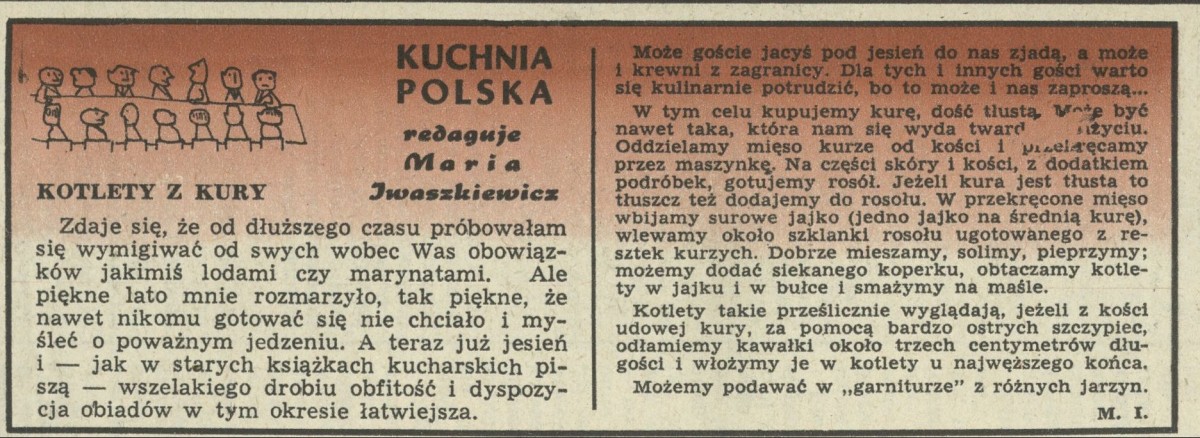 KUCHNIA
POLSKA
redaguje
Maria
Iwaszkiewicz
KOTLETY Z KURY
Zdaje się, że od dłuższego czasu próbowałam
się wymigiwać od swych wobec Was obowiąz-
ków jakimiś lodami czy marynatami. Ale
piękne lato mnie rozmarzyło, tak piękne, że
nawet nikomu gotować się nie chciało i my-
śleć o poważnym jedzeniu. A teraz już jesień
i — jak w starych książkach kucharskich pi-
szą — wszelakiego drobiu obfitość i dyspozy-
cja obiadów w tym okresie łatwiejsza.
Może goście jacyś pod jesień do nas zjadą, a może
i krewni z zagranicy. Dla tych i innych gości warto
się kulinarnie potrudzić, bo to może i nas zaproszą...
W tym celu kupujemy kurę, dość tłustą. Może być
nawet taka, która nam się wyda
Oddzielamy mięso kurze od kości i przekręcamy
przez maszynkę. Na części skóry i kości, z dodatkiem
podróbek, gotujemy rosół. Jeżeli kura jest tłusta to
tłuszcz też dodajemy do rosołu. W przekręcone mięso
wbijamy surowe jajko (jedno jajko na średnią kurę),
wlewamy około szklanki rosołu ugotowanego z re-
sztek kurzych. Dobrze mieszamy, solimy, pieprzymy;
możemy dodać siekanego koperku, obtaczamy kotle-
ty w jajku i w bułce i smażymy na maśle.
Kotlety takie prześlicznie wyglądają, jeżeli z kości
udowej kury, za pomocą bardzo ostrych szczypiec,
odłamiemy kawałki około trzech centymetrów dłu-
gości i włożymy je w kotlety u najwęższego końca.
Możemy podawać w „garniturze" z różnych jarzyn.
M. I.